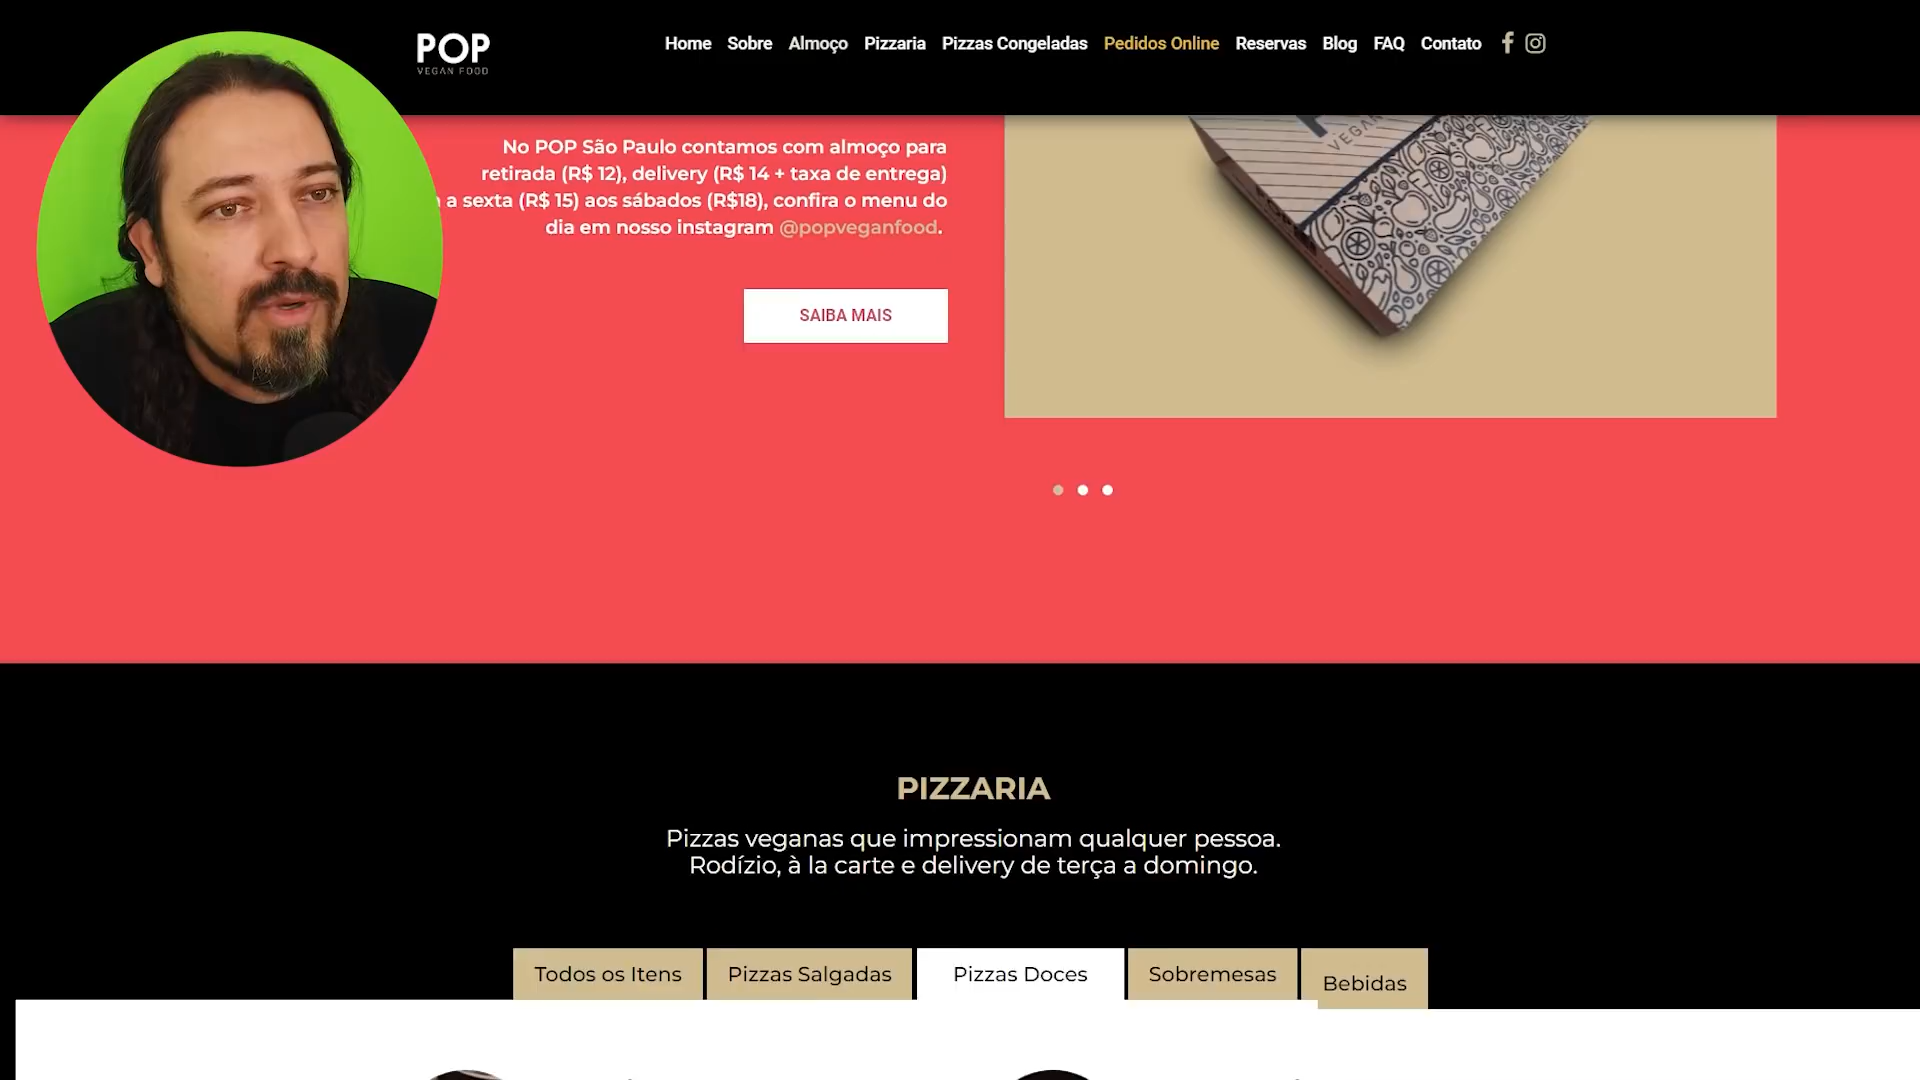 POP
VEGAN FOOD
Home Sobre Almoço Pizzaria Pizzas Congeladas Pedidos Online Reservas Blog FAQ Contato
No POP São Paulo contamos com almoço para
retirada (R$ 12), delivery (R$ 14 + taxa de entrega)
a sexta (R$ 15) aos sábados (R$18), confira o menu do
dia em nosso instagram @popveganfood.
VEGAN
SAIBA MAIS
PIZZARIA
Pizzas veganas que impressionam qualquer pessoa.
Rodízio, à la carte e delivery de terça a domingo.
Todos os Itens Pizzas Salgadas Pizzas Doces Sobremesas Bebidas